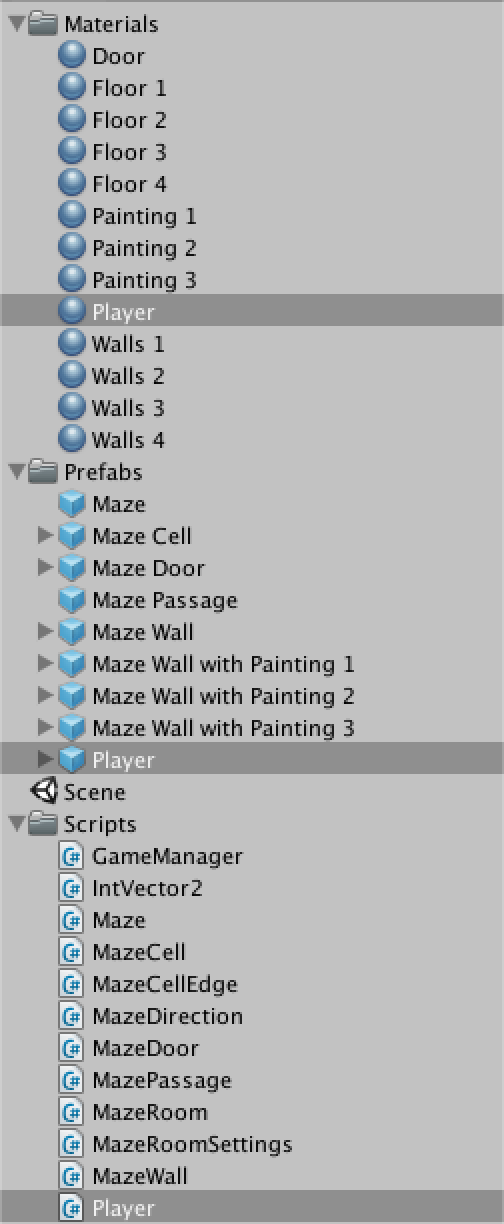 Materials
Door
Floor 1
Floor 2
Floor 3
Floor 4
Painting 1
Painting 2
Painting 3
Player
Walls 1
Walls 2
Walls 3
Walls 4
Prefabs
Maze
Maze Cell
Maze Door
Maze Passage
Maze Wall
Maze Wall with Painting 1
Maze Wall with Painting 2
Maze Wall with Painting 3
Player
Scene
Scripts
GameManager
IntVector2
Maze
MazeCell
MazeCellEdge
MazeDirection
MazeDoor
MazePassage
MazeRoom
MazeRoomSettings
MazeWall
Player